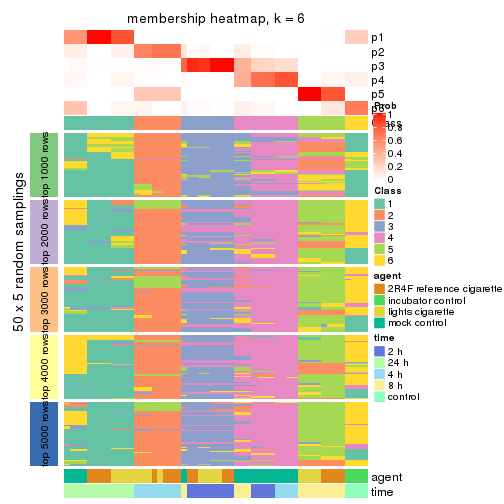 membership heatmap, k = 6
p1
p2
p3
p4
p5
p6
Prob
Class
1
0.8
0.6
0.4
0.2
0
50 x 5 random samplings
top 1000 rows
top 2000 rows
top 3000 rows
top 4000 rows
top 5000 rows
Class
1
2
3
4
5
6
agent
2R4F reference cigarette
incubator control
lights cigarette
mock control
time
2 h
24 h
4 h
8 h
control
agent
time